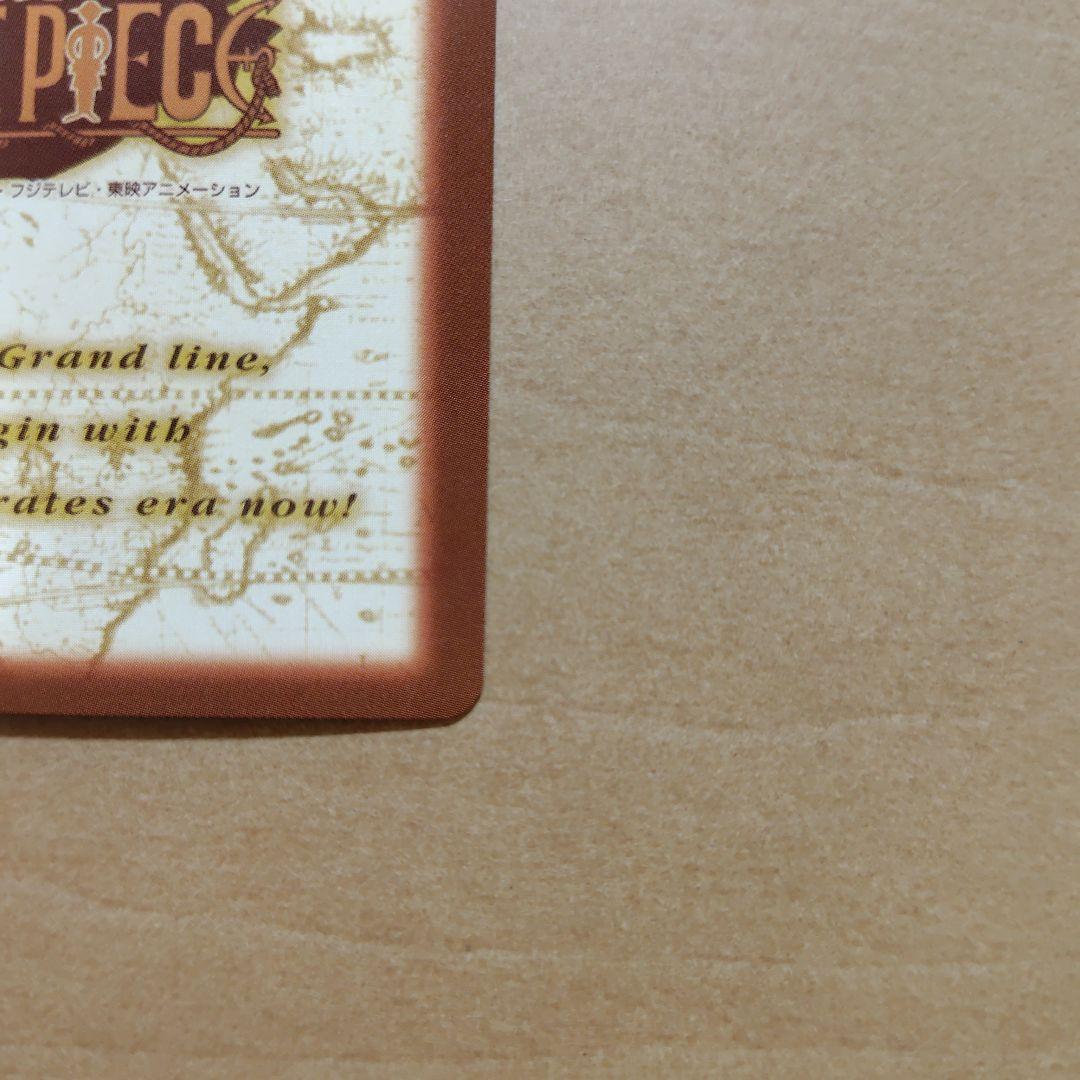 PIECE
フジテレビ・東映アニメーション
Grand line,
gin with
rates era now!